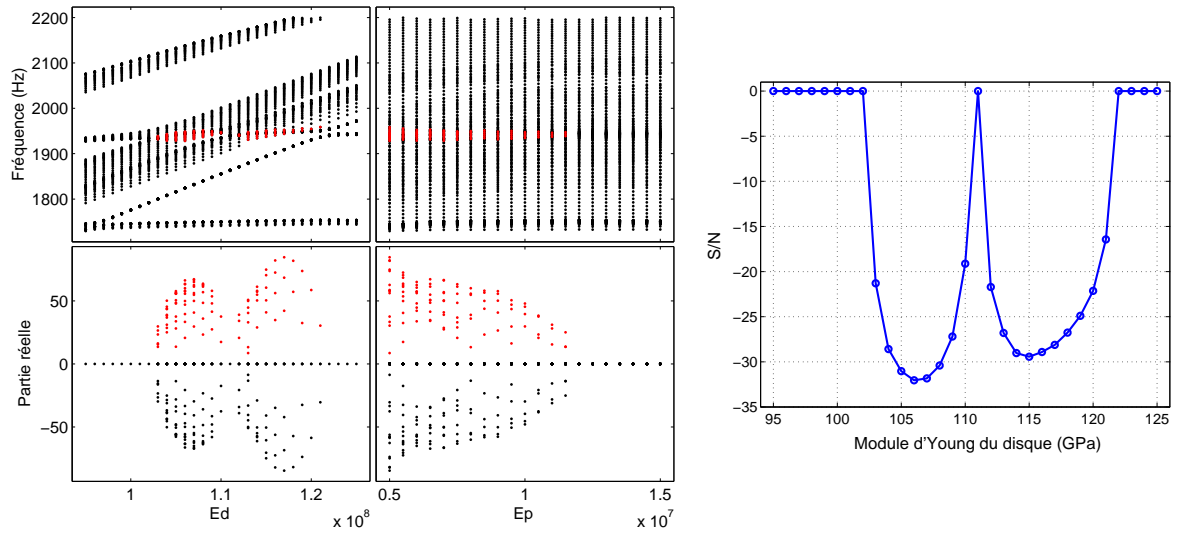 2200
2100
2000
1900
1800
Fréquence (Hz)
50
0
−50
Partie réelle
1 1.1 1.2
Ed
x 10^8
0.5 1 1.5
Ep
x 10^7
0
−5
−10
−15
−20
−25
−30
−35
S/N
95 100 105 110 115 120 125
Module d'Young du disque (GPa)